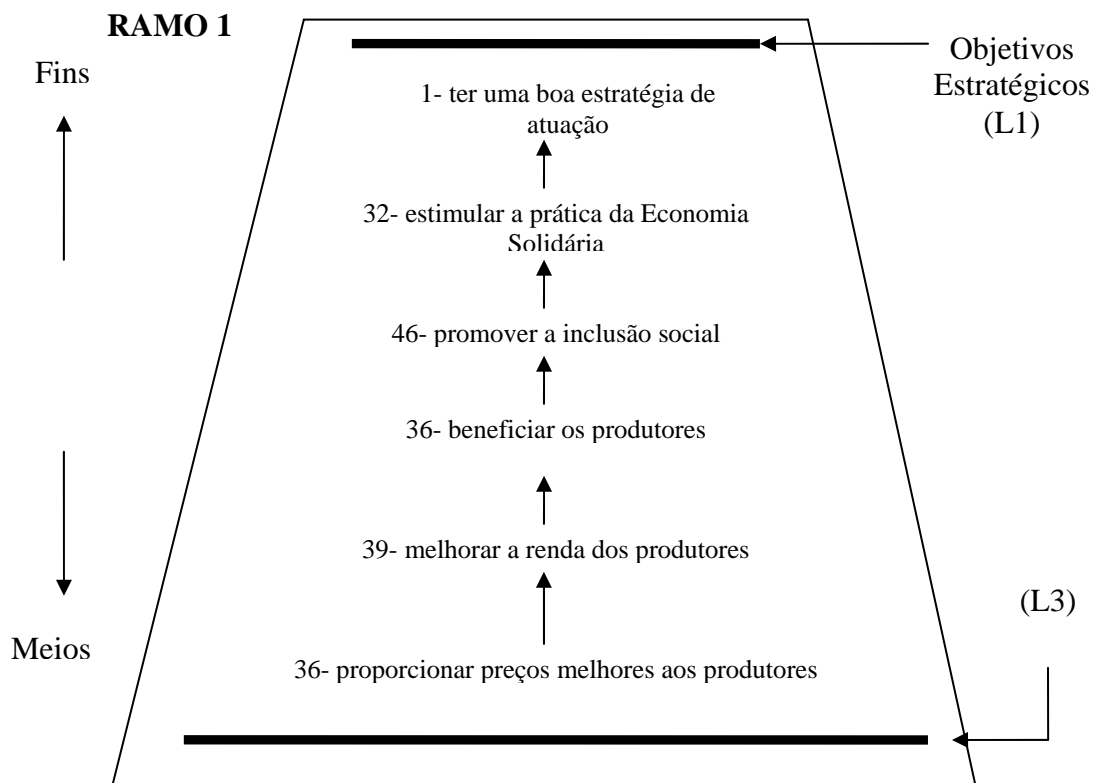 RAMO 1
Fins
Objetivos
Estratégicos
(L1)
1- ter uma boa estratégia de
atuação
32- estimular a prática da Economia
Solidária
46- promover a inclusão social
36- beneficiar os produtores
39- melhorar a renda dos produtores
(L3)
Meios
36- proporcionar preços melhores aos produtores